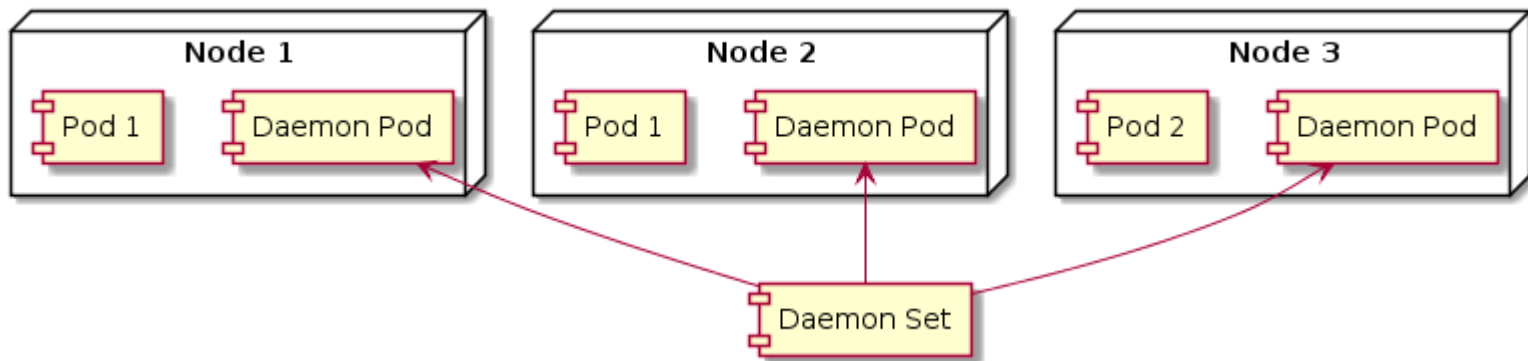 Node 1
Node 2
Node 3
Pod 1
Daemon Pod
Pod 1
Daemon Pod
Pod 2
Daemon Pod
Daemon Set